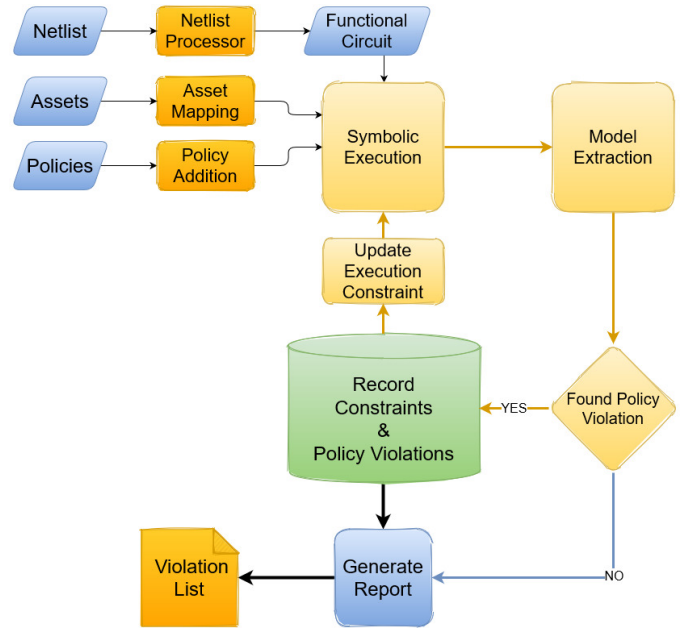 Netlist
Netlist
Processor
Functional
Circuit
Assets
Asset
Mapping
Policies
Policy
Addition
Symbolic
Execution
Model
Extraction
Update
Execution
Constraint
Record
Constraints
&
Policy Violations
YES
Found Policy
Violation
NO
Generate
Report
Violation
List